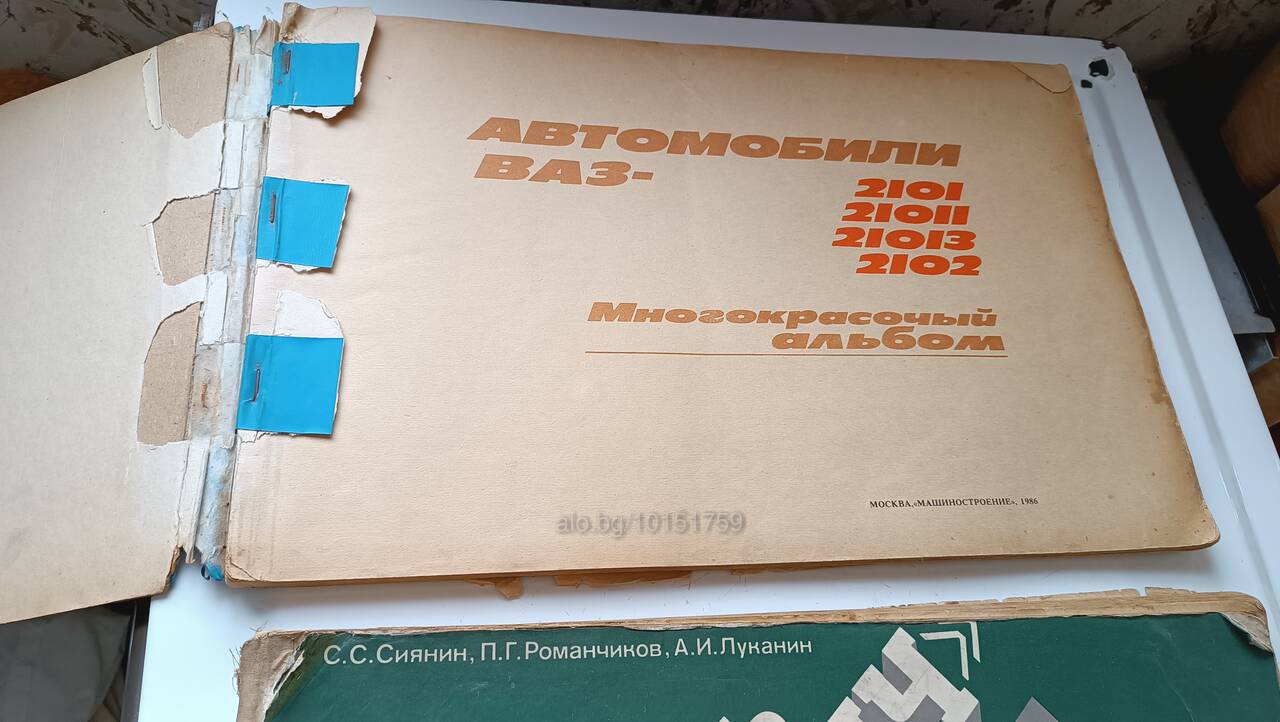 АВТОМОБИЛИ
ВАЗ-
2101
21011
21013
2102
Многокрасочный
альбом
МОСКВА, «МАШИНОСТРОЕНИЕ», 1986
alo.bg/10151759
С.С.Сиянин, П.Г.Романчиков, А.И.Луканин